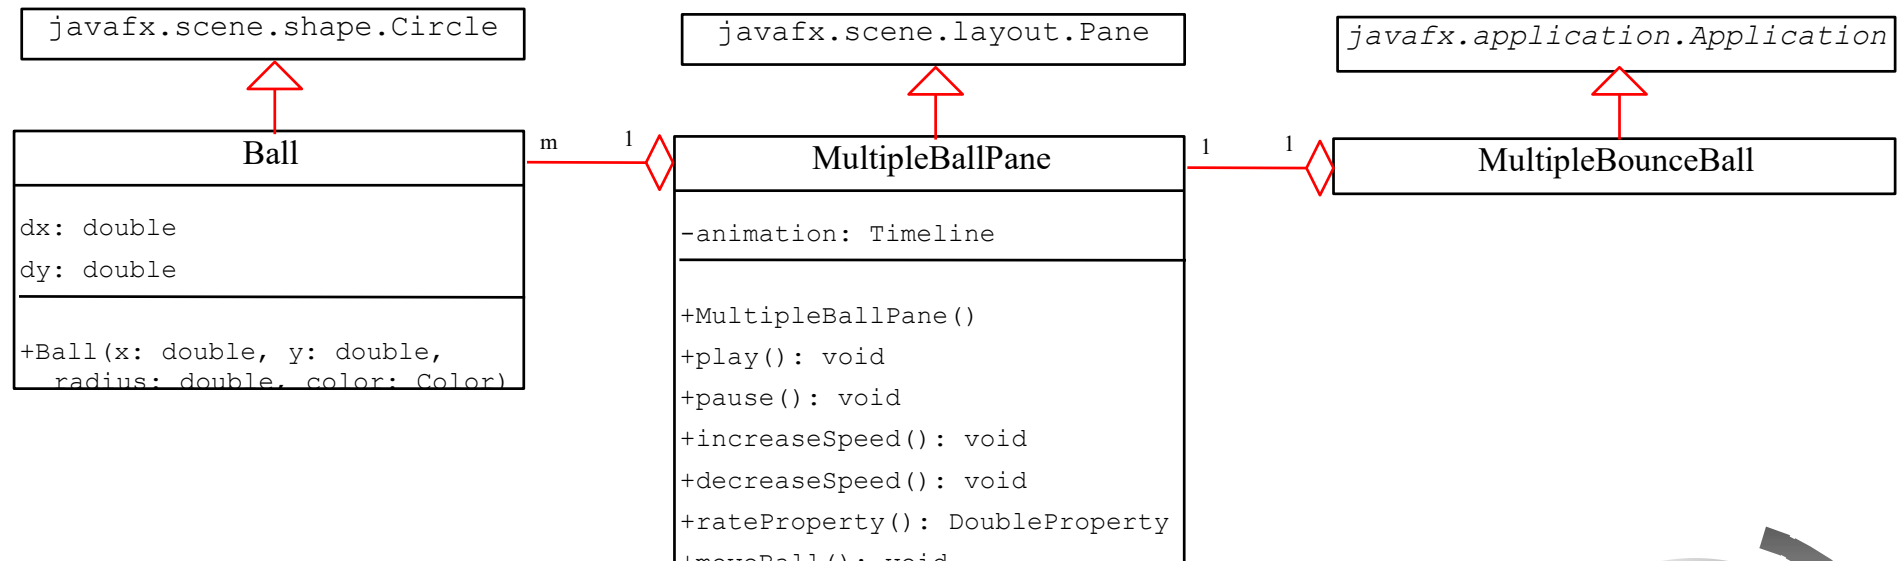 javafx.scene.shape.Circle
javafx.scene.layout.Pane
javafx.application.Application
Ball
m
1
MultipleBallPane
1
1
MultipleBounceBall
dx: double
dy: double
+Ball(x: double, y: double,
radius: double, color: Color)
-animation: Timeline
+MultipleBallPane()
+play(): void
+pause(): void
+increaseSpeed(): void
+decreaseSpeed(): void
+rateProperty(): DoubleProperty
+moveBall(): void